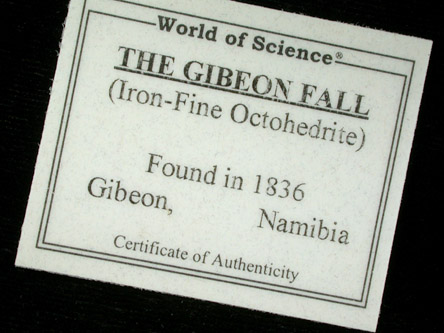 World of Science®
THE GIBEON FALL
(Iron-Fine Octohedrite)
Found in 1836
Gibeon, Namibia
Certificate of Authenticity